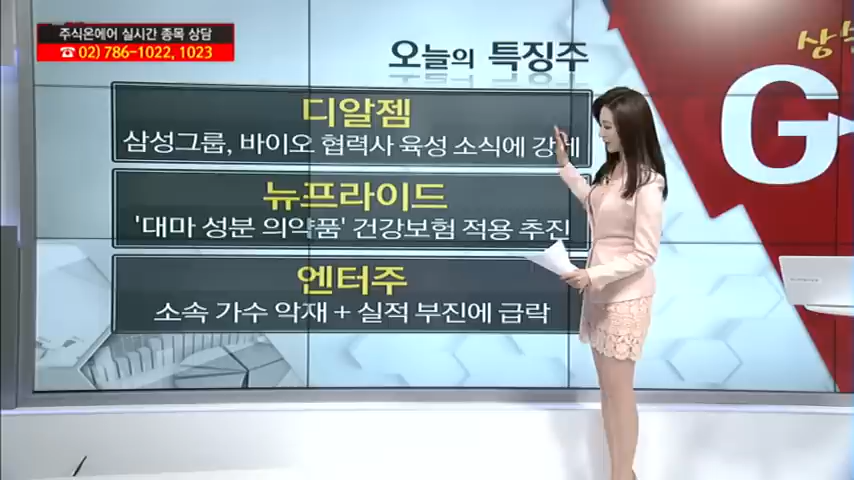 주식온에어 실시간 종목 상담
☎ 02) 786-1022, 1023
오늘의 특징주
디알젬
삼성그룹, 바이오 협력사 육성 소식에 강세
뉴프라이드
'대마 성분 의약품' 건강보험 적용 추진
엔터주
소속 가수 악재 + 실적 부진에 급락
G